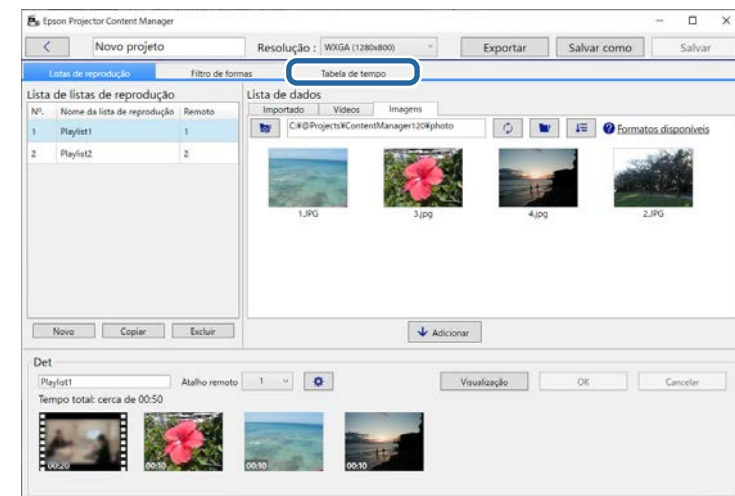 Epson Projector Content Manager
Novo projeto Resolução : WXGA (1280x800) Exportar Salvar como Salvar
Listas de reprodução Filtro de formas Tabela de tempo
Lista de listas de reprodução Lista de dados
Nº. Nome da lista de reprodução Remoto Importado Vídeos Imagens
C:¥@Projects¥ContentManager120¥photo Formatos disponíveis
1 Playlist1 1
2 Playlist2 2
1.JPG 3.jpg 4.jpg 2.JPG
Novo Copiar Excluir Adicionar
Det
Playlist1 Atalho remoto 1 Visualização OK Cancelar
Tempo total: cerca de 00:50
00:20 00:10 00:10 00:10